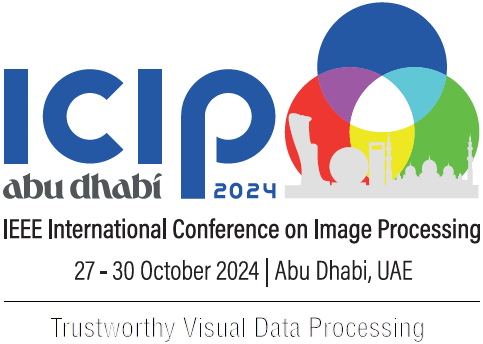 ICIP
abu dhabi 2024
IEEE International Conference on Image Processing
27 - 30 October 2024 | Abu Dhabi, UAE
Trustworthy Visual Data Processing